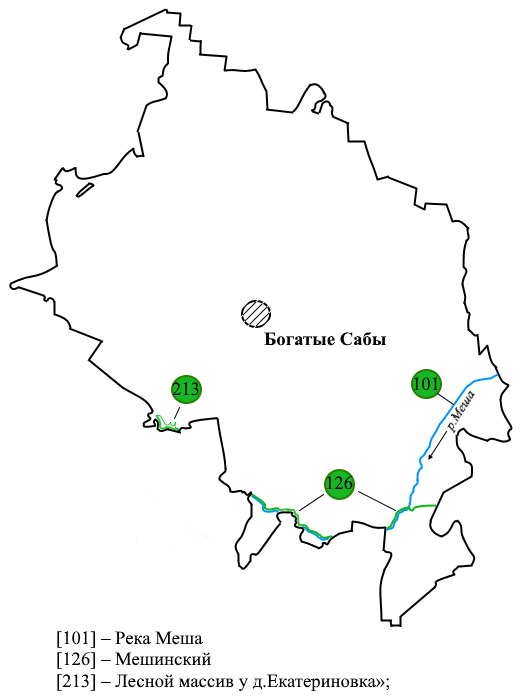 Богатые Сабы
213
101
р.Меша
126
[101] – Река Меша
[126] – Мешинский
[213] – Лесной массив у д.Екатериновка»;